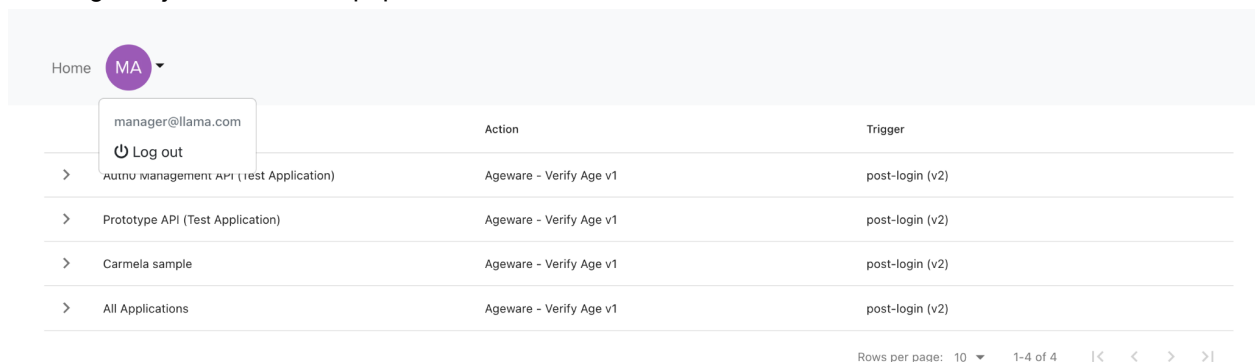 Home MA
manager@llama.com
Log out
Action Trigger
Auth0 Management API (Test Application) Ageware - Verify Age v1 post-login (v2)
Prototype API (Test Application) Ageware - Verify Age v1 post-login (v2)
Carmela sample Ageware - Verify Age v1 post-login (v2)
All Applications Ageware - Verify Age v1 post-login (v2)
Rows per page: 10 1-4 of 4